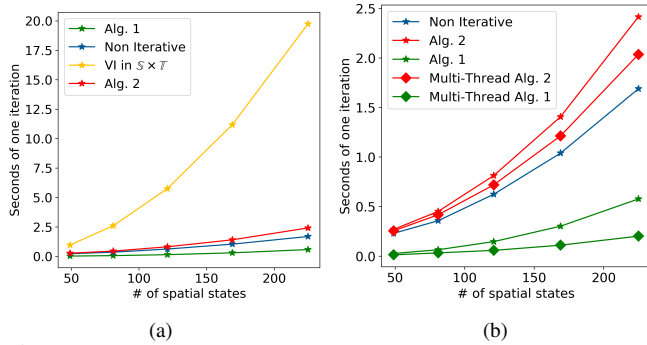 20.0
17.5
15.0
12.5
10.0
7.5
5.0
2.5
0.0
Seconds of one iteration
Alg. 1
Non Iterative
VI in 𝕊 × 𝕋
Alg. 2
50
100
150
200
# of spatial states
(a)
2.5
2.0
1.5
1.0
0.5
0.0
Seconds of one iteration
Non Iterative
Alg. 2
Alg. 1
Multi-Thread Alg. 2
Multi-Thread Alg. 1
50
100
150
200
# of spatial states
(b)